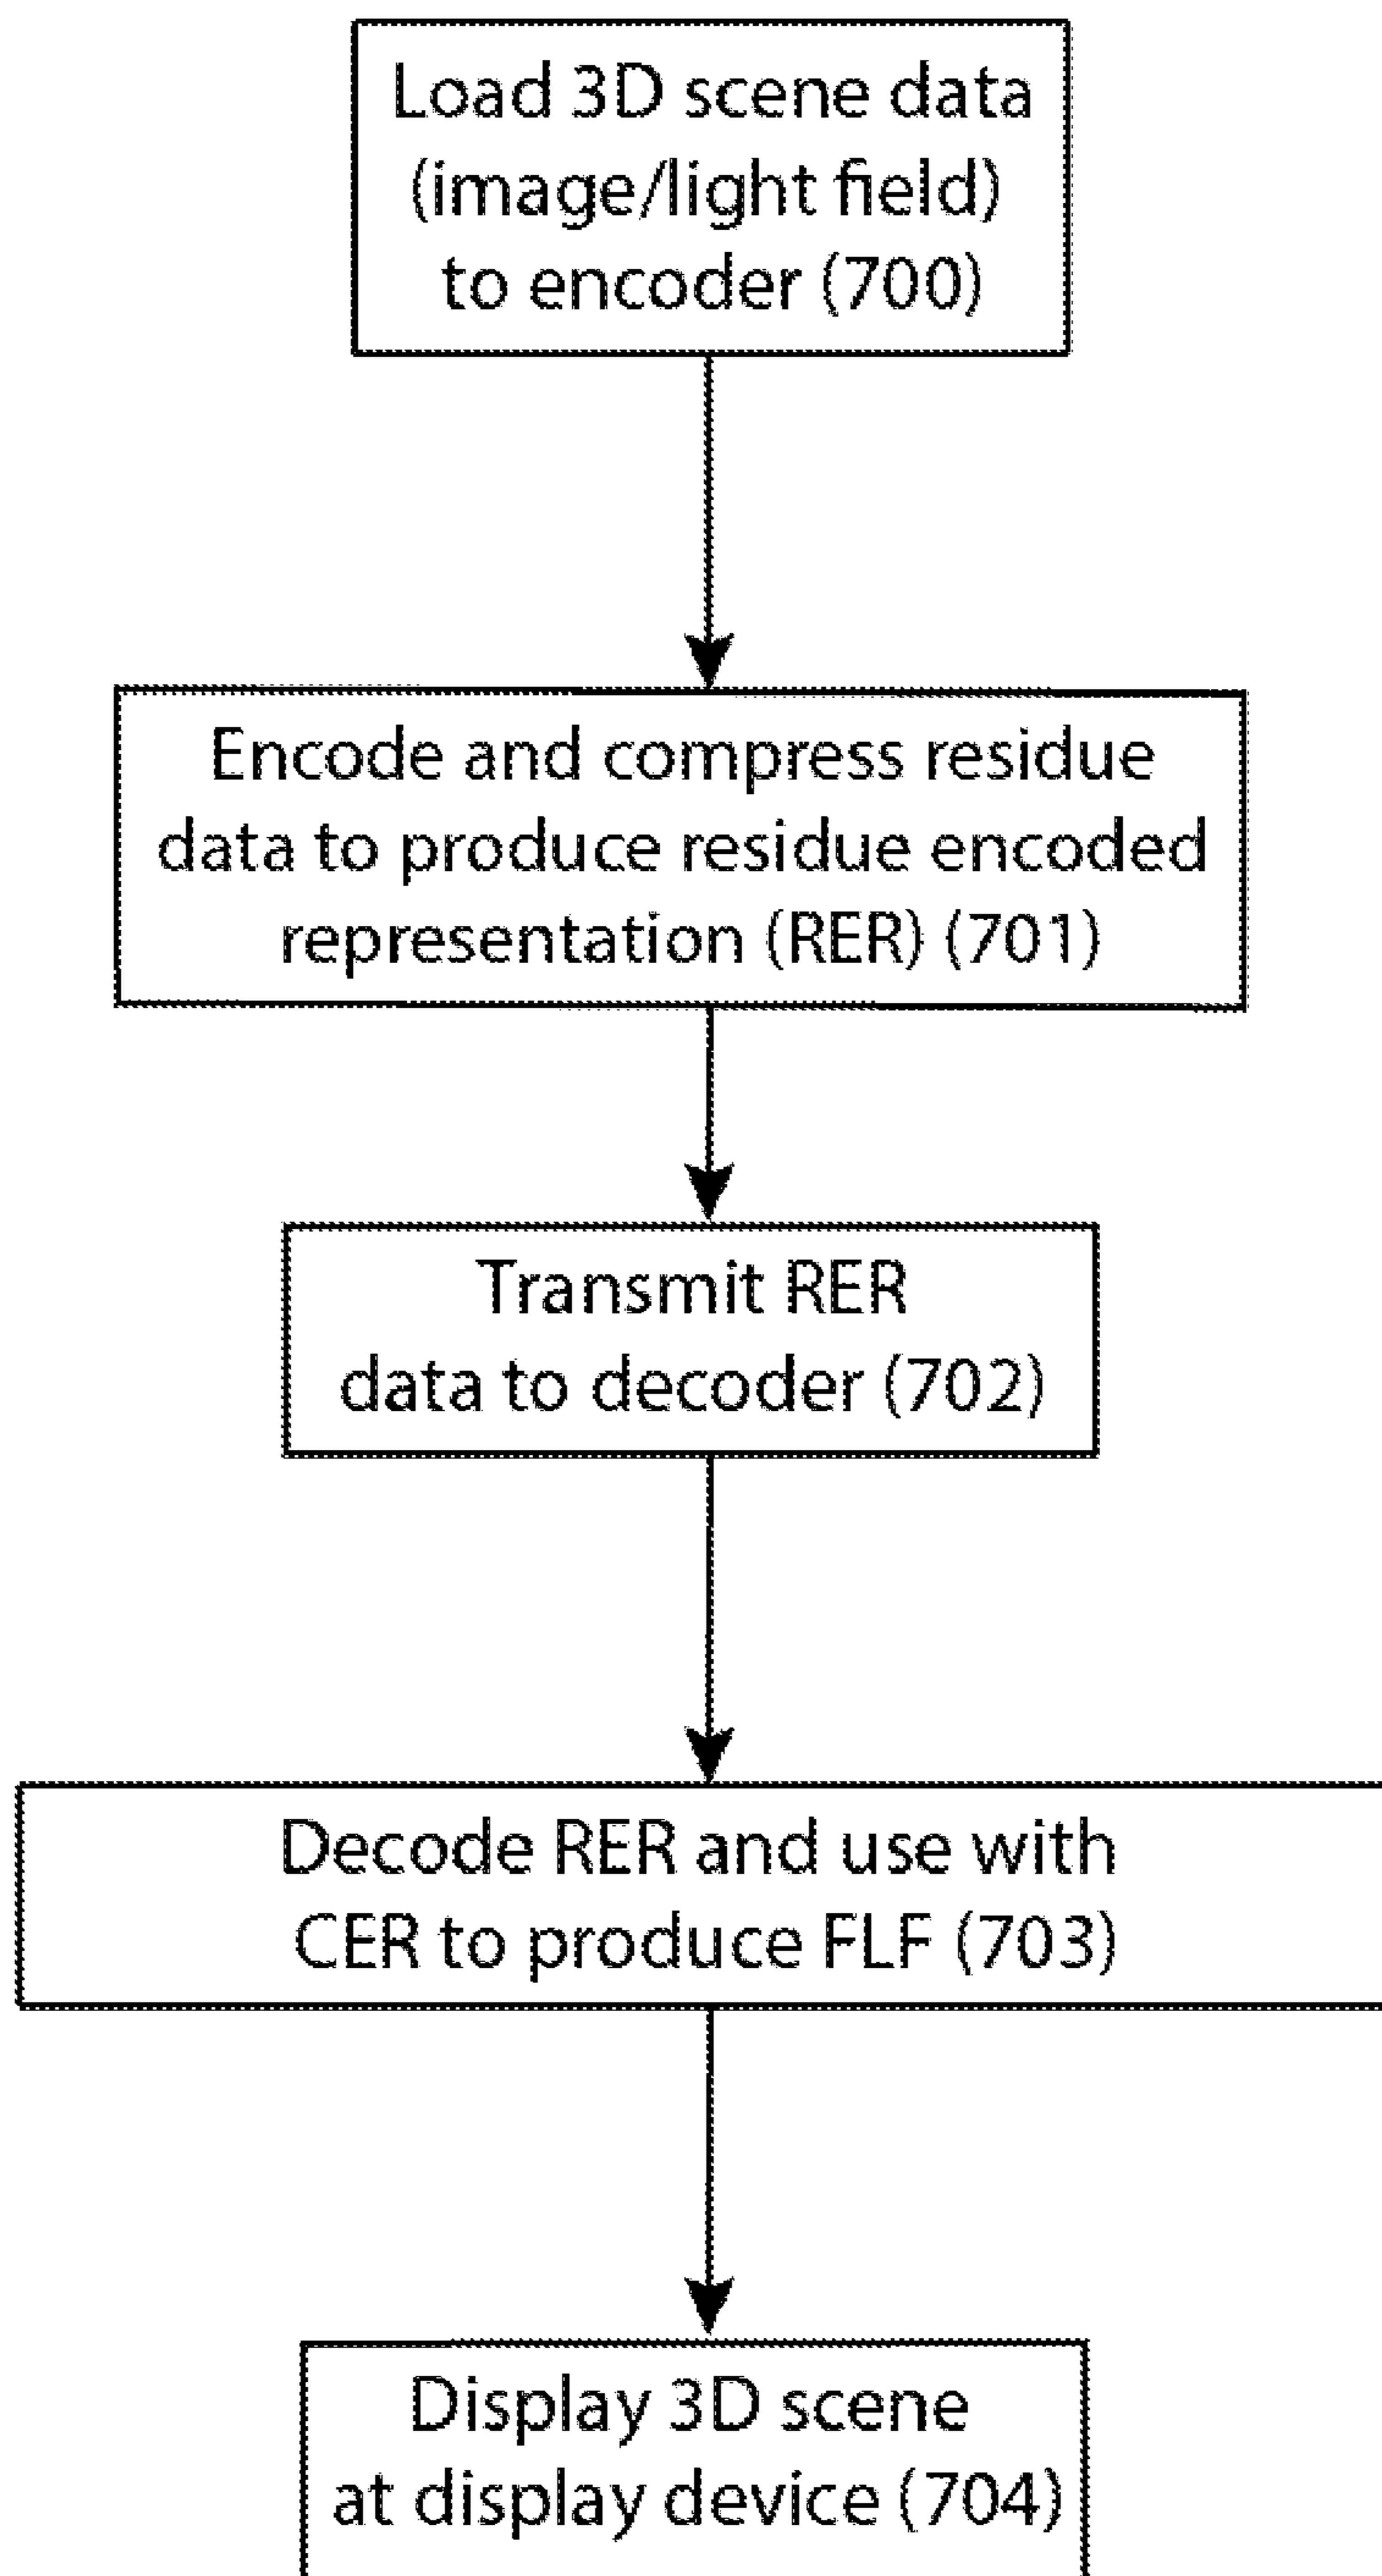 Load 3D scene data
(image/light field)
to encoder (700)
Encode and compress residue
data to produce residue encoded
representation (RER) (701)
Transmit RER
data to decoder (702)
Decode RER and use with
CER to produce FLF (703)
Display 3D scene
at display device (704)